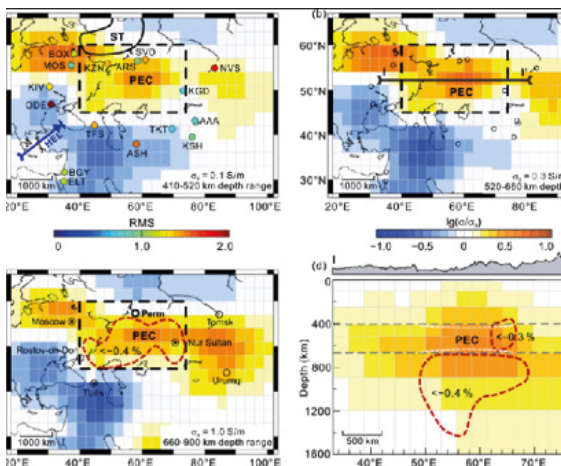 ST
BOX
MOS
KZN
ARS
SVD
NVS
KIV
PEC
KGD
ODE
AAA
HEL
TFS
TKT
ASH
KSH
BGY
ELT
1000 km
σ₀ = 0.1 S/m
410-520 km depth range
20°E 40°E 60°E 80°E 100°E
RMS
0 1.0 2.0
(b)
60°N
50°N
40°N
30°N
I
I'
PEC
1000 km
σ₀ = 0.3 S/m
520-660 km depth range
20°E 40°E 60°E 80°E
lg(σ/σ₀)
−1.0 −0.5 0.5 1.0
Perm
Moscow
PEC
Tomsk
<−0.4 %
Nur Sultan
Rostov-on-Don
Urumqi
1000 km
σ₀ = 1.0 S/m
660-900 km depth range
20°E 40°E 60°E 80°E 100°E
(d)
I
Depth [km]
0
400
800
1200
1600
PEC
<−0.3 %
<−0.4 %
500 km
40 50 60 70 80